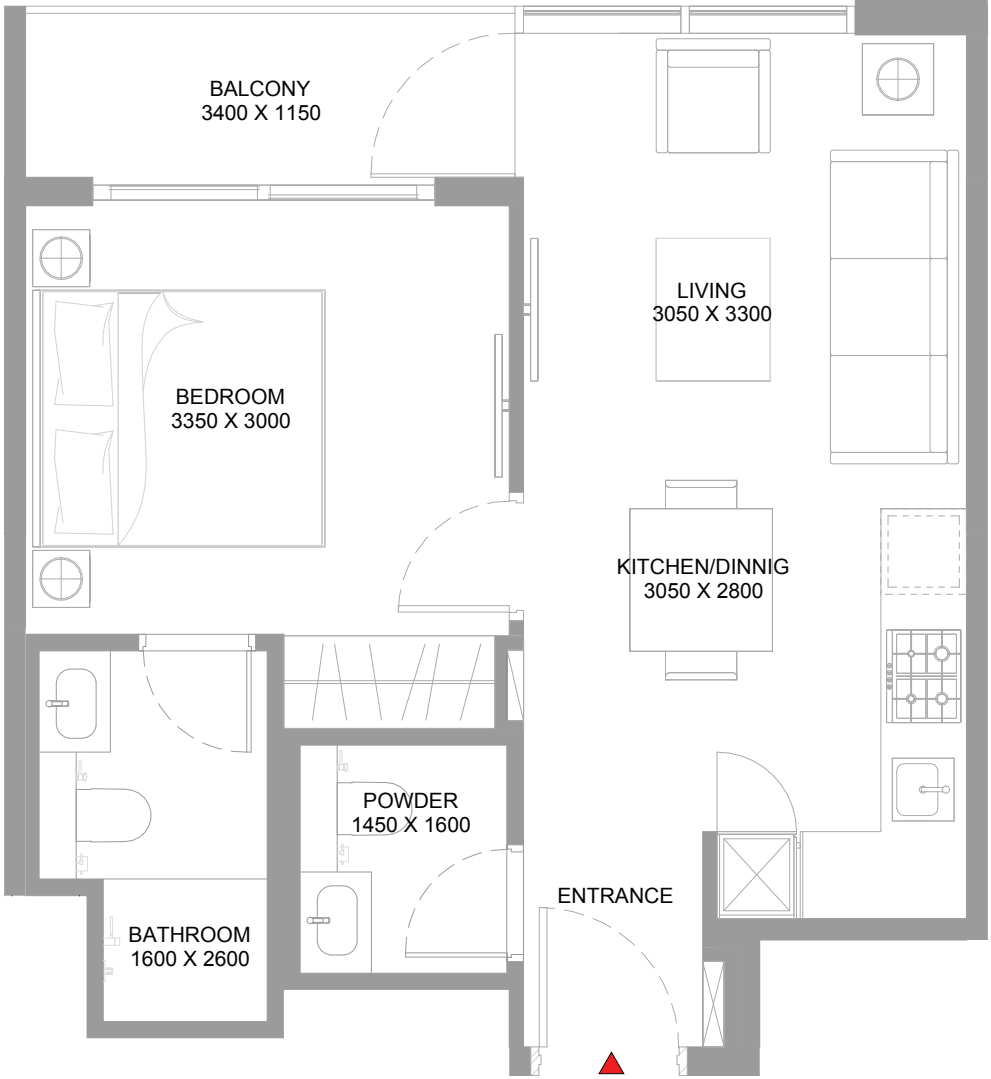 BALCONY
3400 X 1150
LIVING
3050 X 3300
BEDROOM
3350 X 3000
KITCHEN/DINNIG
3050 X 2800
POWDER
1450 X 1600
ENTRANCE
BATHROOM
1600 X 2600